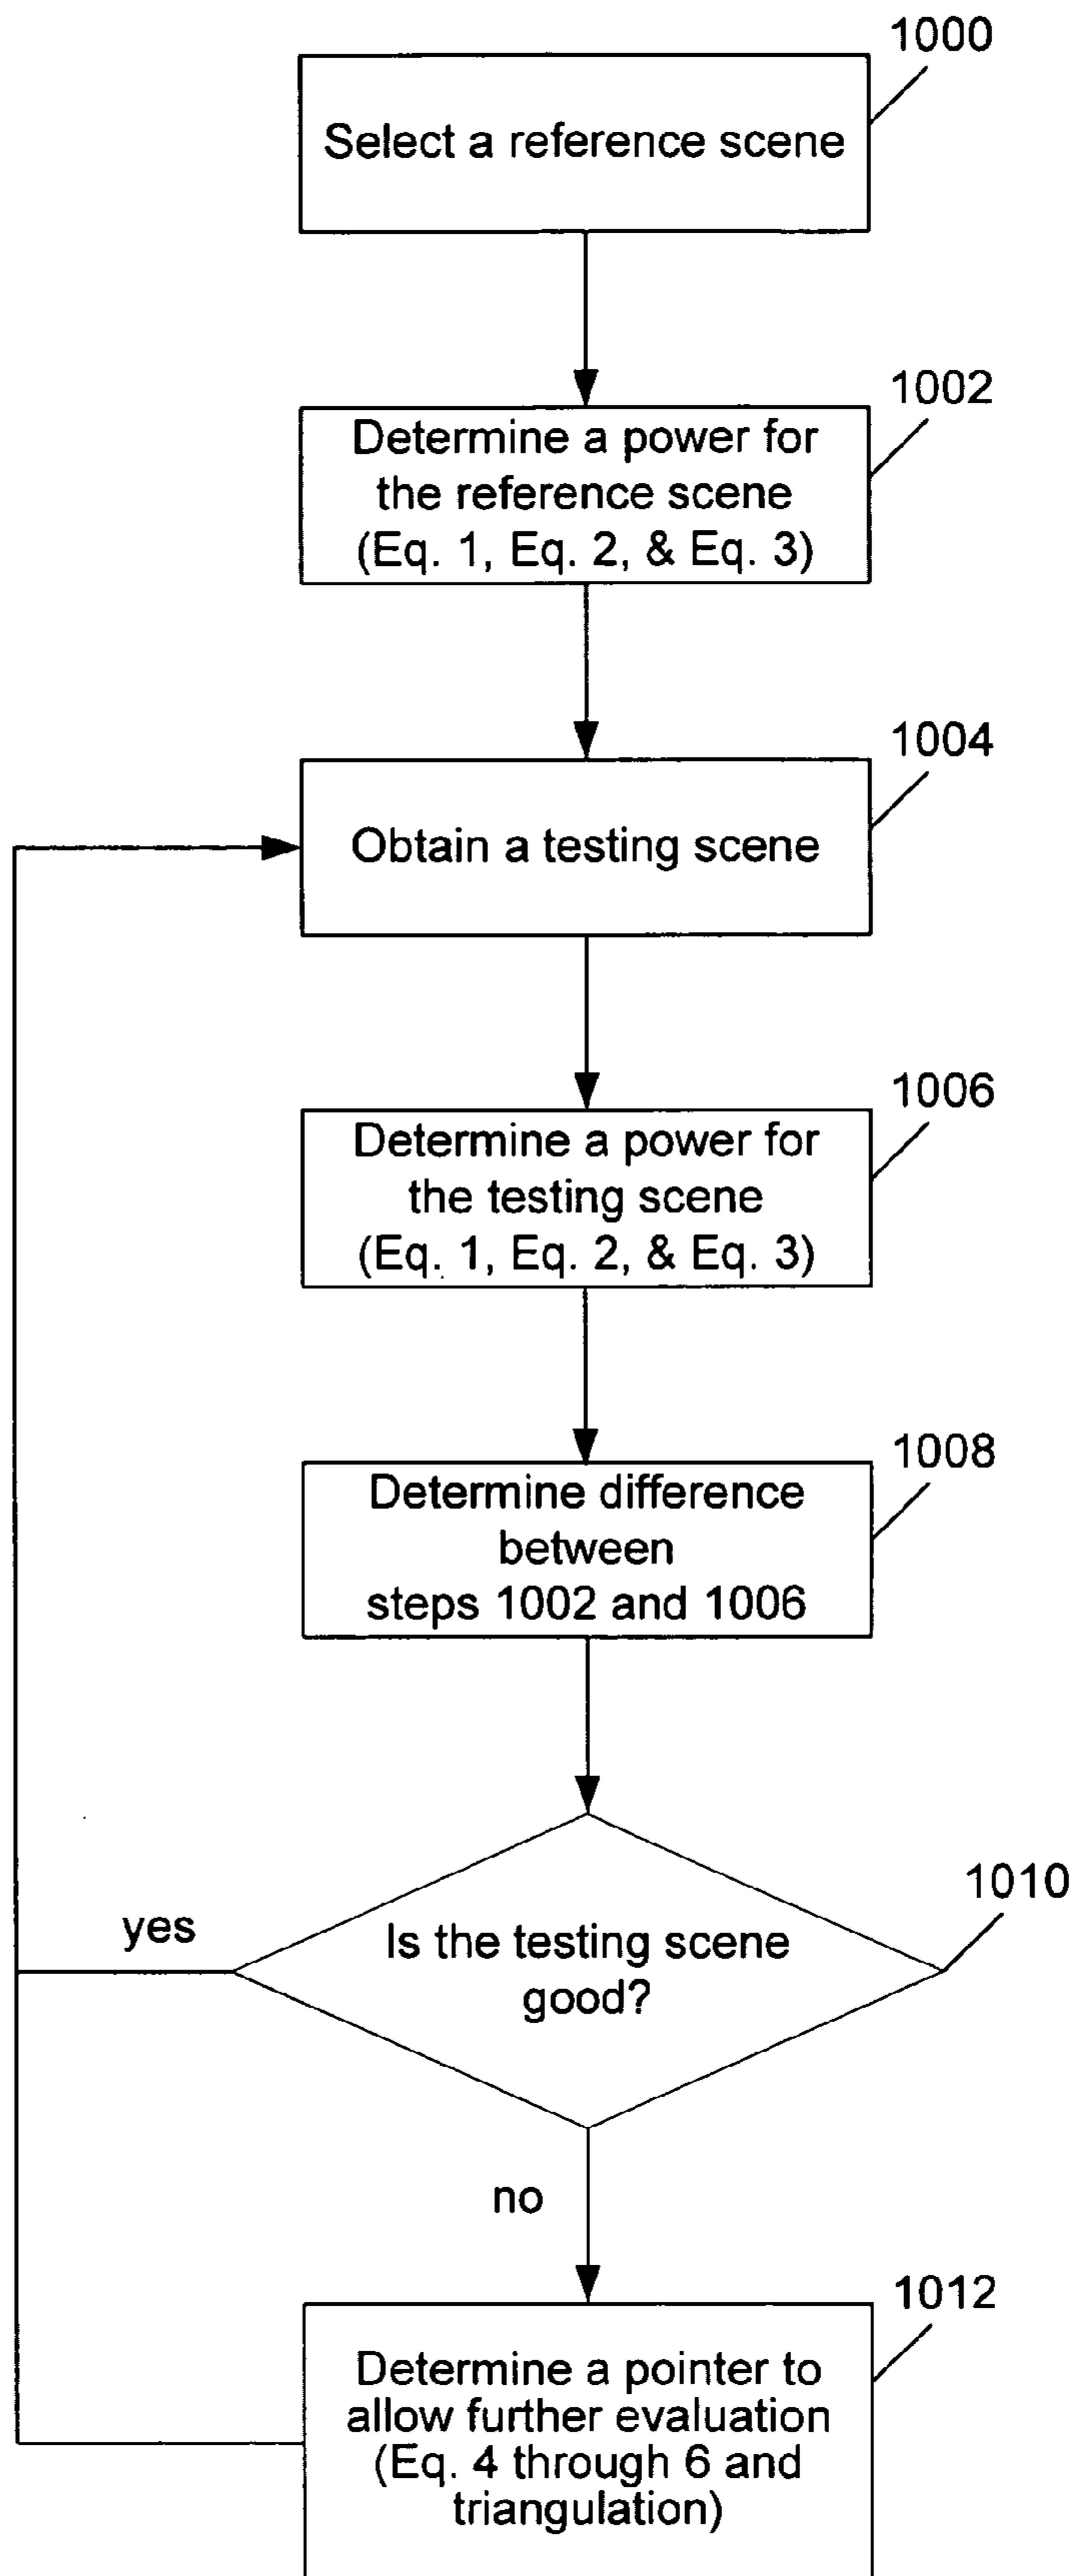 1000
Select a reference scene
1002
Determine a power for
the reference scene
(Eq. 1, Eq. 2, & Eq. 3)
1004
Obtain a testing scene
1006
Determine a power for
the testing scene
(Eq. 1, Eq. 2, & Eq. 3)
1008
Determine difference
between
steps 1002 and 1006
1010
yes
Is the testing scene
good?
no
1012
Determine a pointer to
allow further evaluation
(Eq. 4 through 6 and
triangulation)